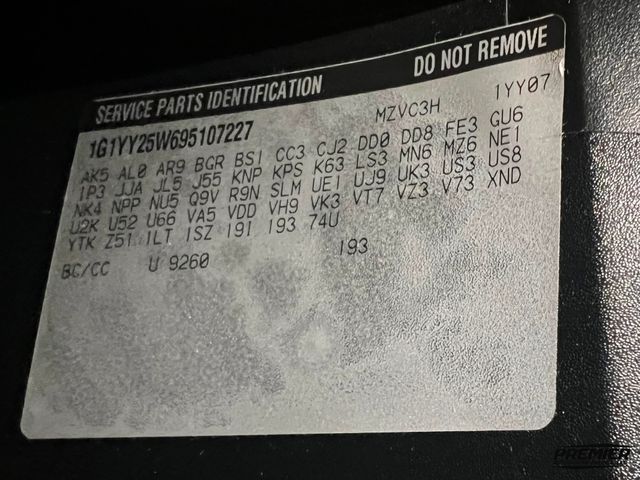 SERVICE PARTS IDENTIFICATION DO NOT REMOVE
1G1YY25W695107227 MZVC3H 1YY07
AK5 AL0 AR9 BGR BS1 CC3 CJ2 DD0 DD8 FE3 GU6
1P3 JJA JL5 J55 KNP KPS K63 LS3 MN6 MZ6 NE1
NK4 NPP NU5 Q9V R9N SLM UE1 UJ9 UK3 US3 US8
U2K U52 U66 VA5 VDD VH9 VK3 VT7 VZ3 V73 XND
YTK Z51 1LT 1SZ 19I 193 74U
BC/CC U 9260 193
PREMIER